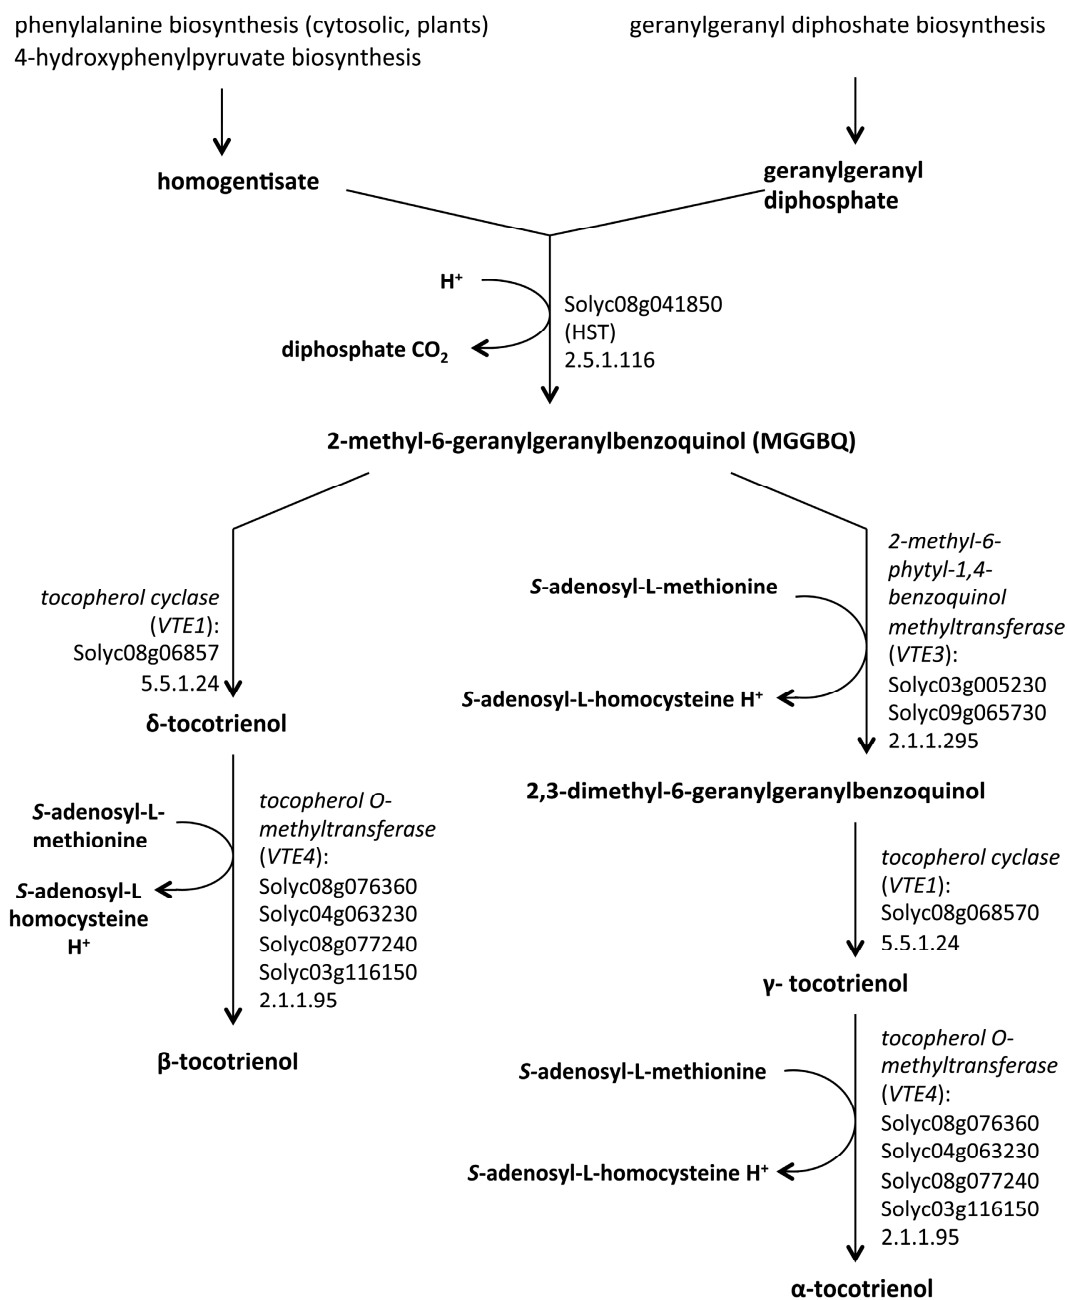 phenylalanine biosynthesis (cytosolic, plants)
4-hydroxyphenylpyruvate biosynthesis
geranylgeranyl diphoshate biosynthesis
homogentisate
geranylgeranyl
diphosphate
H⁺
diphosphate CO₂
Solyc08g041850
(HST)
2.5.1.116
2-methyl-6-geranylgeranylbenzoquinol (MGGBQ)
tocopherol cyclase
(VTE1):
Solyc08g06857
5.5.1.24
δ-tocotrienol
S-adenosyl-L-methionine
S-adenosyl-L-homocysteine H⁺
2-methyl-6-
phytyl-1,4-
benzoquinol
methyltransferase
(VTE3):
Solyc03g005230
Solyc09g065730
2.1.1.295
2,3-dimethyl-6-geranylgeranylbenzoquinol
S-adenosyl-L-
methionine
S-adenosyl-L
homocysteine
H⁺
tocopherol O-
methyltransferase
(VTE4):
Solyc08g076360
Solyc04g063230
Solyc08g077240
Solyc03g116150
2.1.1.95
β-tocotrienol
tocopherol cyclase
(VTE1):
Solyc08g068570
5.5.1.24
γ- tocotrienol
S-adenosyl-L-methionine
S-adenosyl-L-homocysteine H⁺
tocopherol O-
methyltransferase
(VTE4):
Solyc08g076360
Solyc04g063230
Solyc08g077240
Solyc03g116150
2.1.1.95
α-tocotrienol